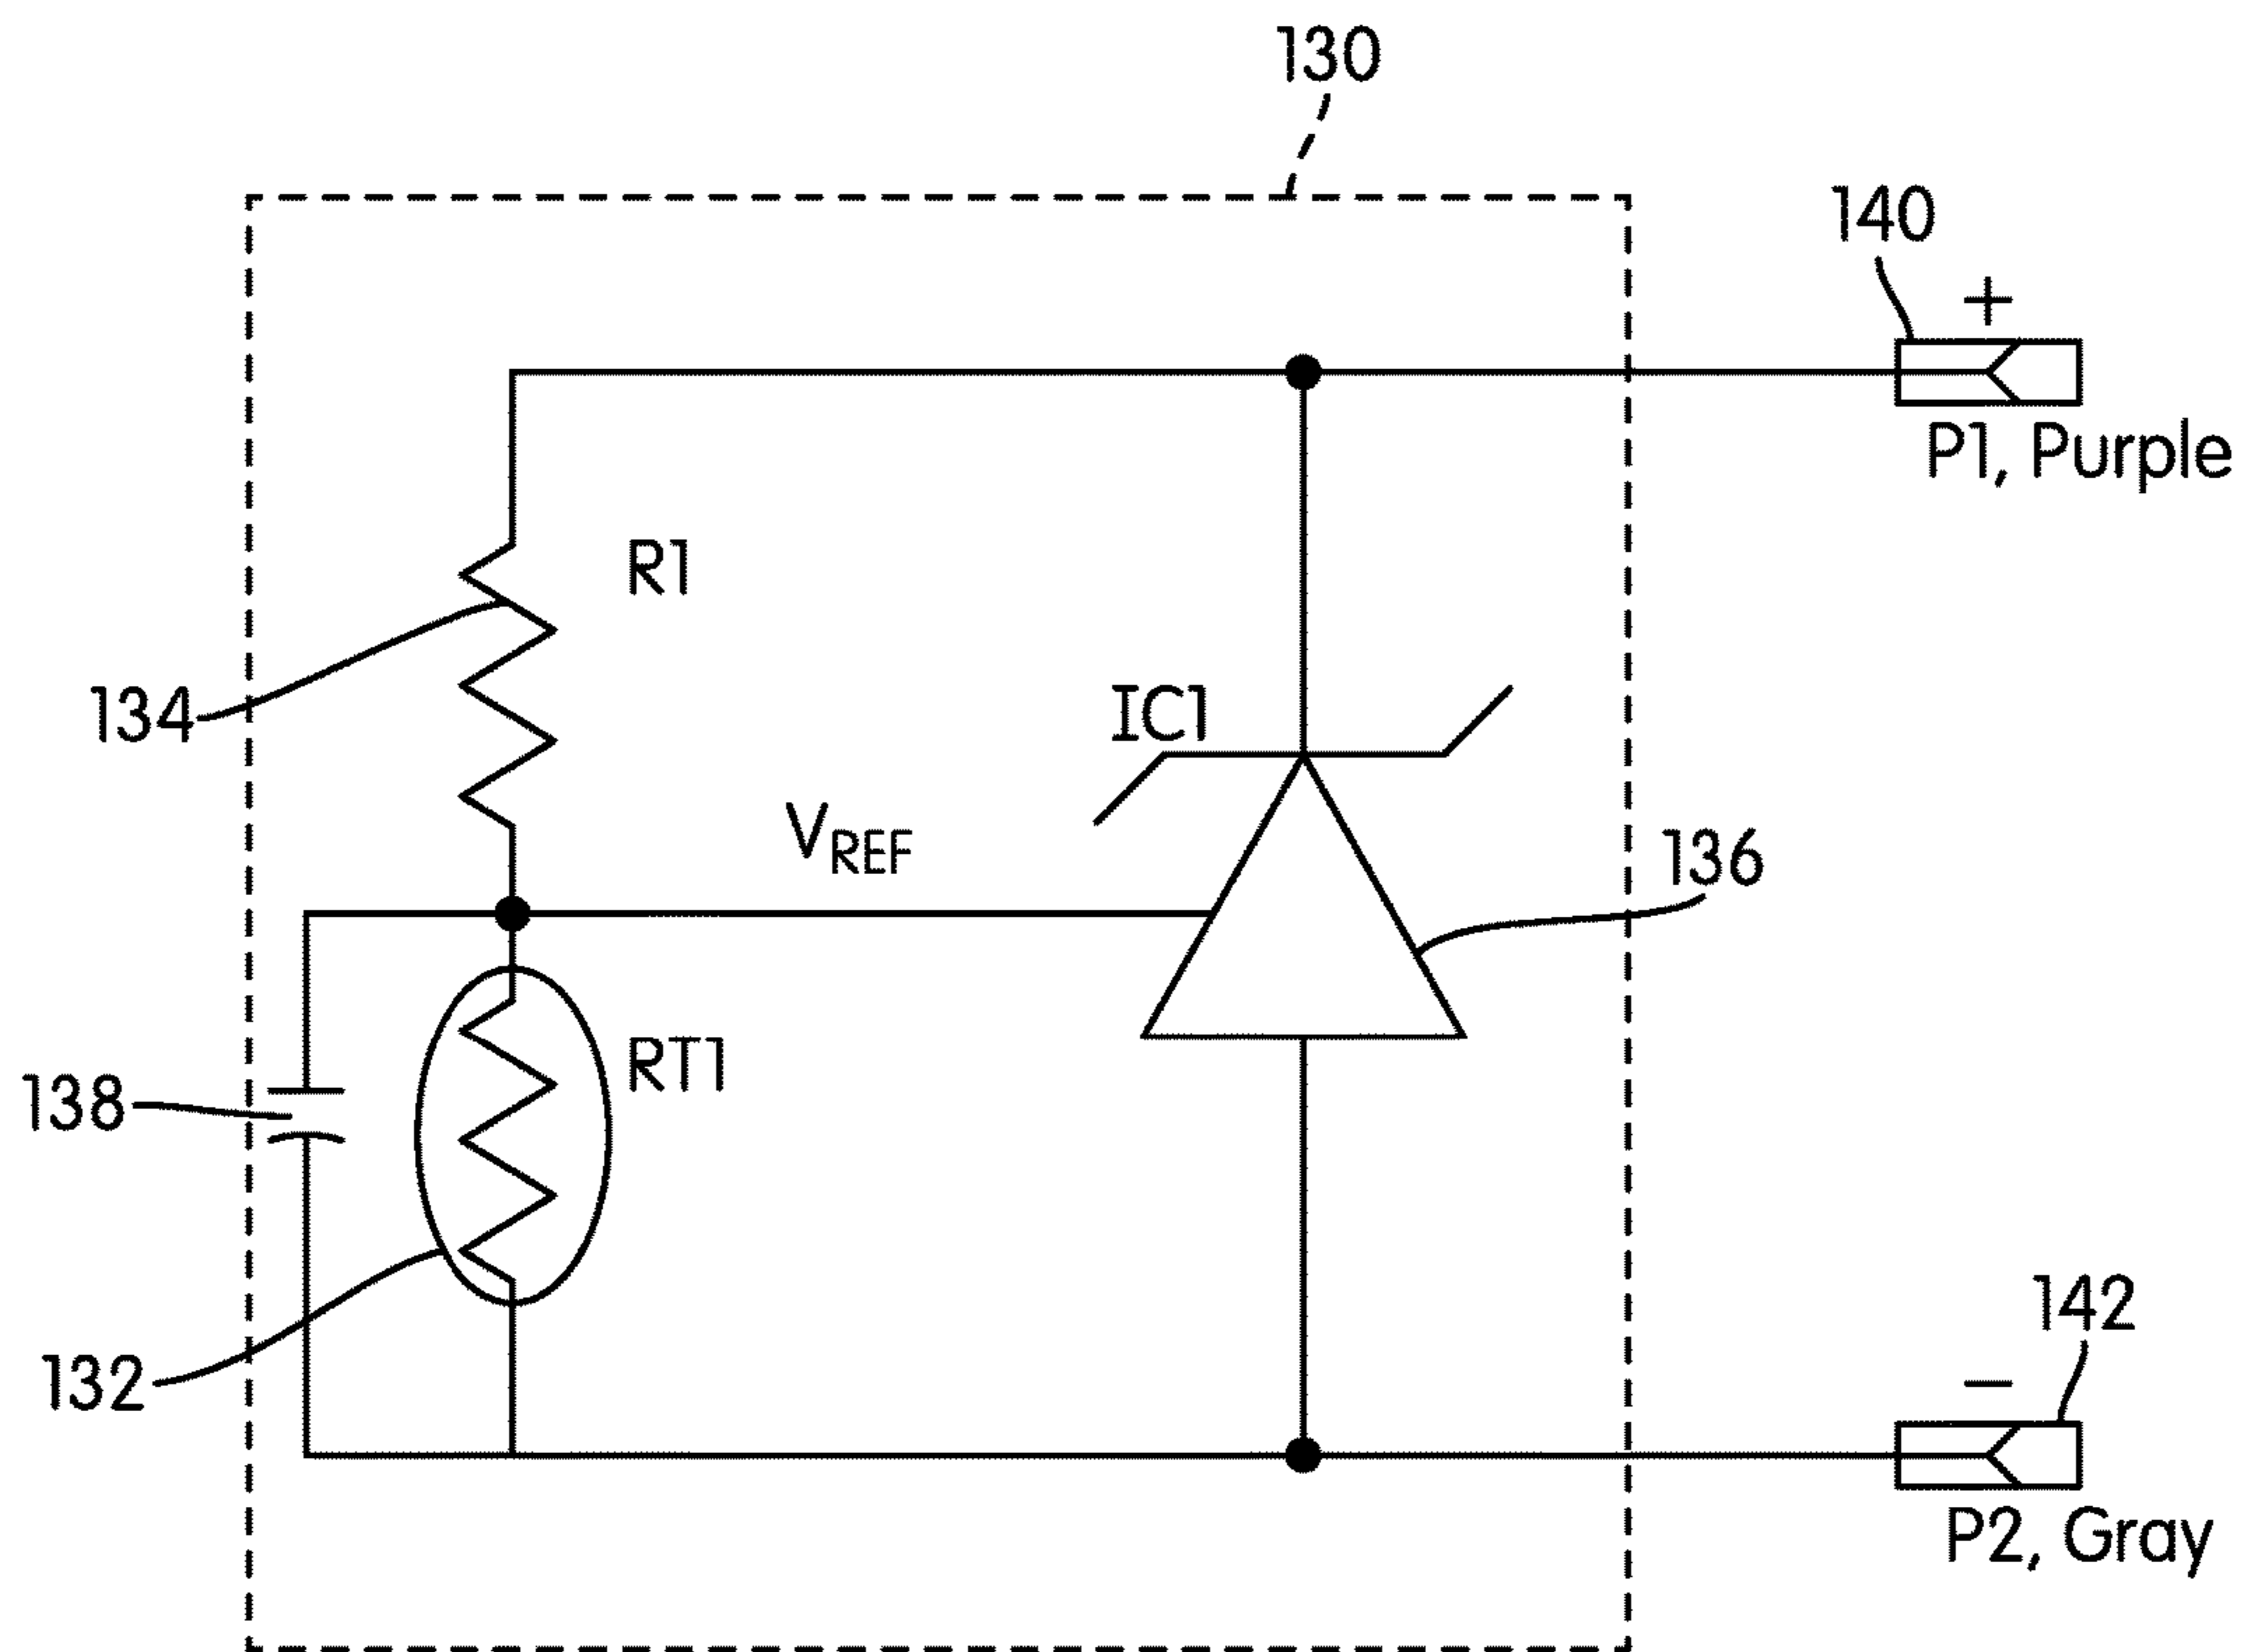 130
140
+
P1, Purple
R1
134
IC1
VREF
136
RT1
138
132
142
−
P2, Gray